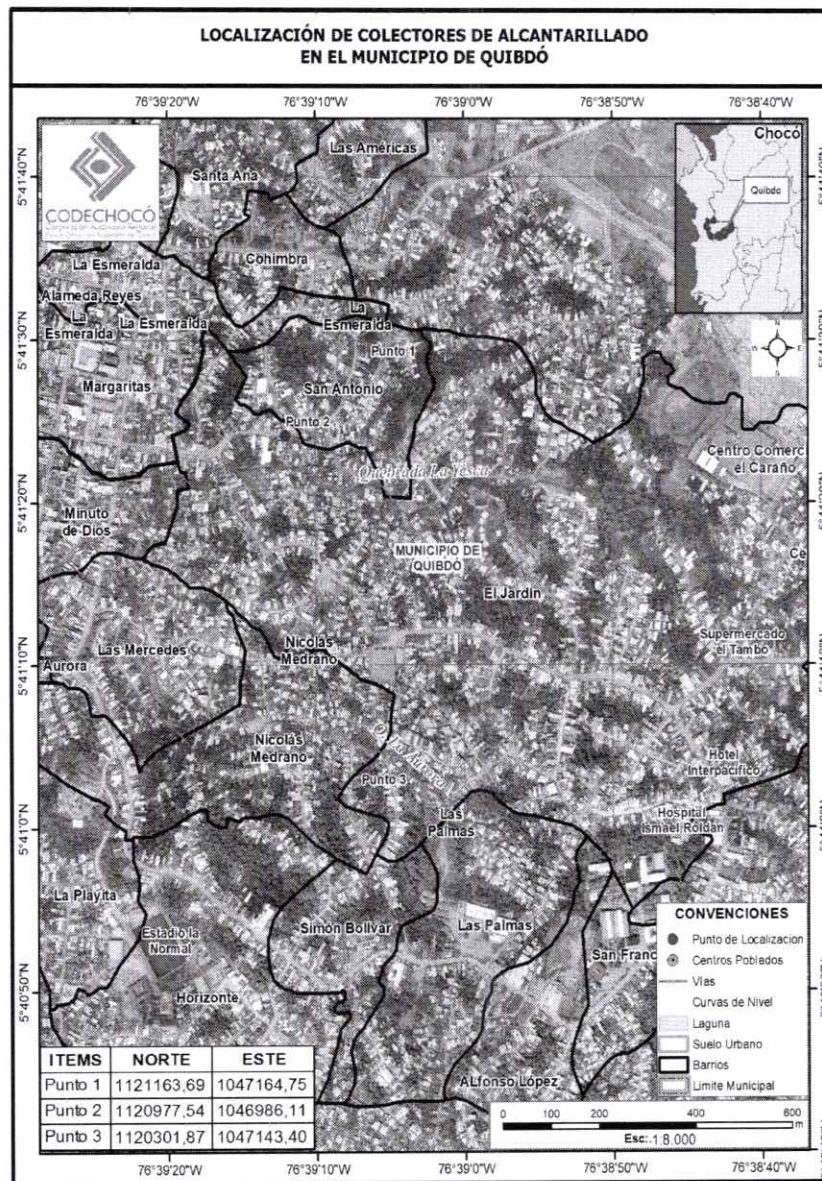 LOCALIZACIÓN DE COLECTORES DE ALCANTARILLADO
EN EL MUNICIPIO DE QUIBDÓ
76°39'20"W 76°39'10"W 76°39'0"W 76°38'50"W 76°38'40"W
5°41'40"N
5°41'30"N
5°41'20"N
5°41'10"N
5°41'0"N
5°40'50"N
CODECHOCÓ
Chocó
Quibdo
N
W E
S
Las Américas
Santa Ana
Cohimbra
La Esmeralda
Alameda Reyes
La
Esmeralda
La Esmeralda
La
Esmeralda
Punto 1
Margaritas
San Antonio
Punto 2
Centro Comerc
el Caraño
Quebrada La Yesca
Minuto
de Dios
MUNICIPIO DE
QUIBDÓ
Ce
El Jardín
Las Mercedes
Nicolás
Medrano
Supermercado
el Tambo
Aurora
Nicolás
Medrano
Punto 3
Hotel
Interpacifico
Las
Palmas
Hospital
Ismael Roldán
La Playita
Estadio la
Normal
Simón Bolívar
Las Palmas
San Franc
Horizonte
Alfonso López
CONVENCIONES
Punto de Localizacion
Centros Poblados
Vías
Curvas de Nivel
Laguna
Suelo Urbano
Barrios
Limite Municipal
ITEMS NORTE ESTE
Punto 1 1121163,69 1047164,75
Punto 2 1120977,54 1046986,11
Punto 3 1120301,87 1047143,40
0 100 200 400 600
m
Esc: 1:8.000
76°39'20"W 76°39'10"W 76°39'0"W 76°38'50"W 76°38'40"W